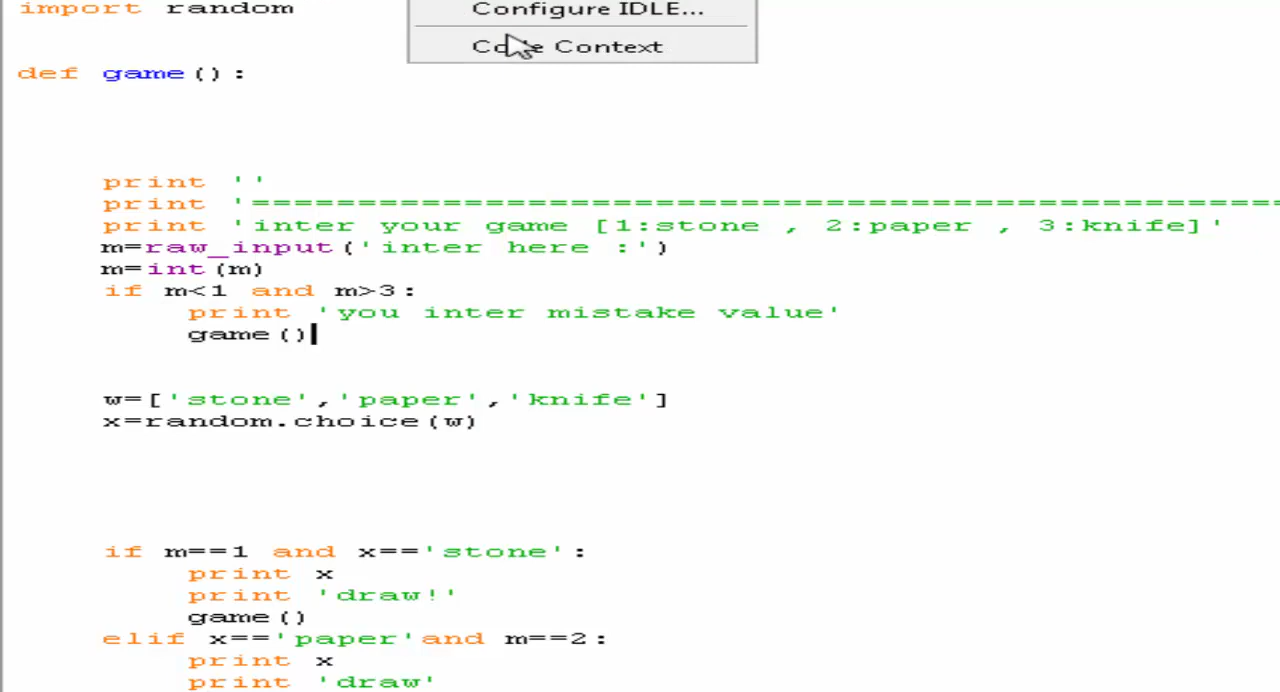 import random
Configure IDLE...
Code Context
def game():
print ''
print '==================================================
print 'inter your game [1:stone , 2:paper , 3:knife]'
m=raw_input('inter here :')
m=int(m)
if m<1 and m>3:
print 'you inter mistake value'
game()
w=['stone','paper','knife']
x=random.choice(w)
if m==1 and x=='stone':
print x
print 'draw!'
game()
elif x=='paper'and m==2:
print x
print 'draw'